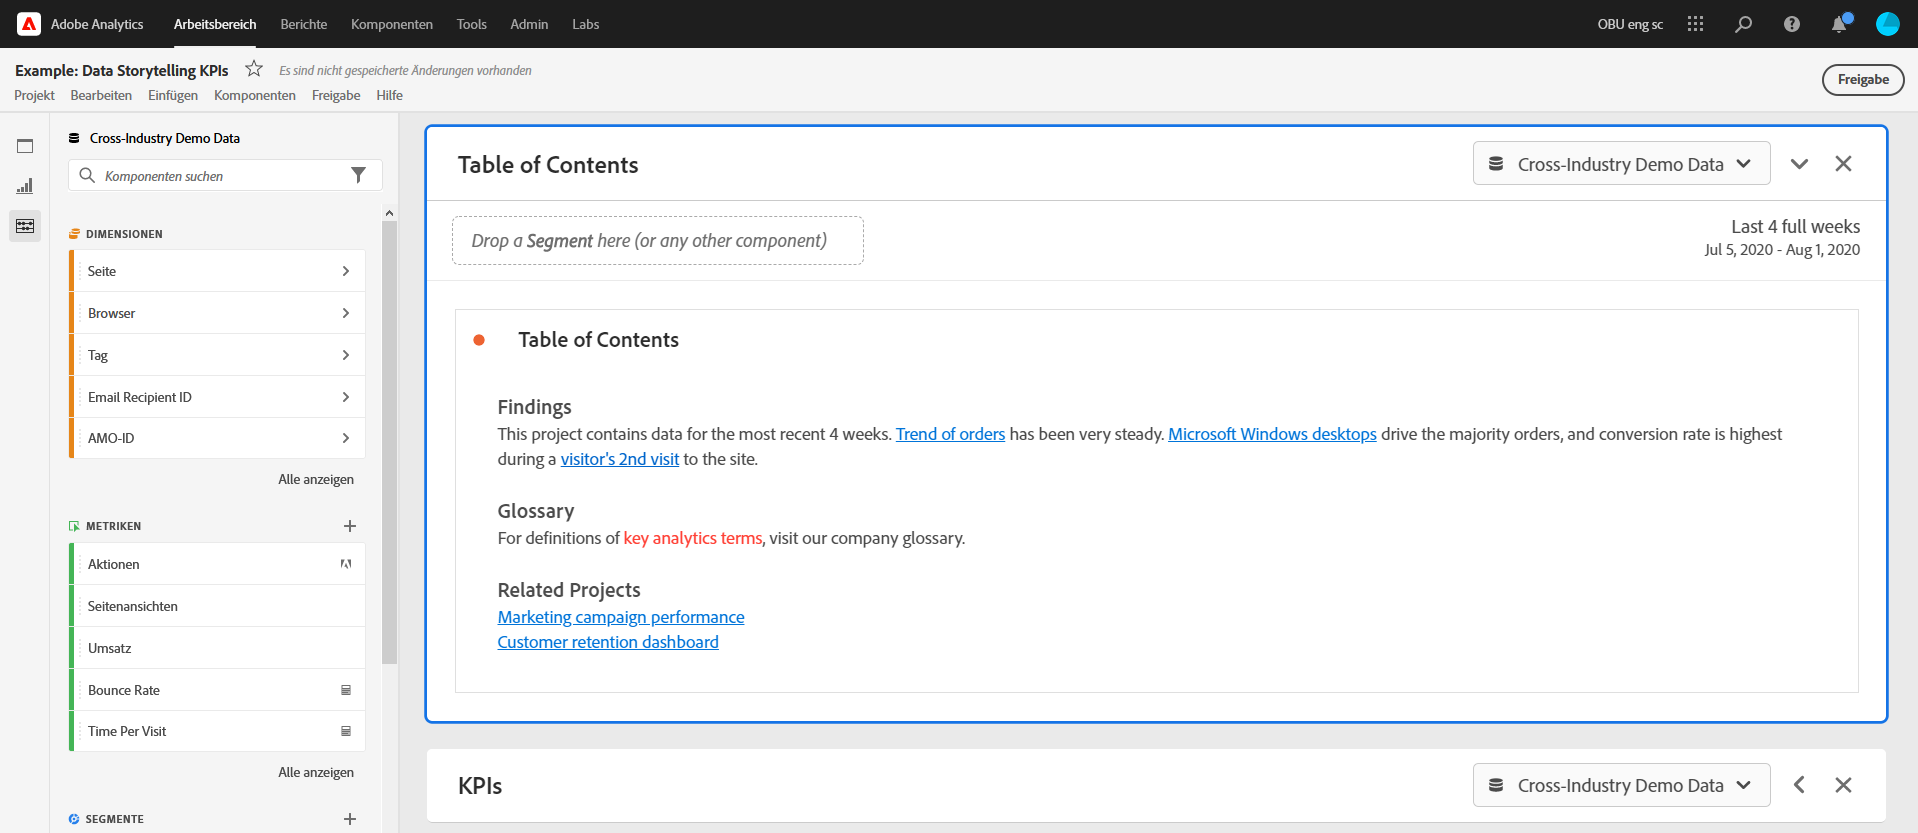 Adobe Analytics Arbeitsbereich Berichte Komponenten Tools Admin Labs OBU eng sc
Example: Data Storytelling KPIs Es sind nicht gespeicherte Änderungen vorhanden
Projekt Bearbeiten Einfügen Komponenten Freigabe Hilfe
Freigabe
Cross-Industry Demo Data
Komponenten suchen
DIMENSIONEN
Seite
Browser
Tag
Email Recipient ID
AMO-ID
Alle anzeigen
METRIKEN
Aktionen
Seitenansichten
Umsatz
Bounce Rate
Time Per Visit
Alle anzeigen
SEGMENTE
Table of Contents
Cross-Industry Demo Data
Drop a Segment here (or any other component)
Last 4 full weeks
Jul 5, 2020 - Aug 1, 2020
Table of Contents
Findings
This project contains data for the most recent 4 weeks. Trend of orders has been very steady. Microsoft Windows desktops drive the majority orders, and conversion rate is highest
during a visitor's 2nd visit to the site.
Glossary
For definitions of key analytics terms, visit our company glossary.
Related Projects
Marketing campaign performance
Customer retention dashboard
KPIs
Cross-Industry Demo Data